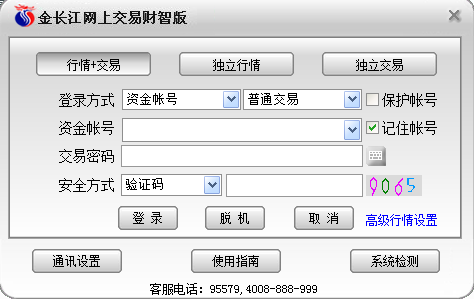 金长江网上交易财智版
行情+交易 独立行情 独立交易
登录方式 资金帐号 普通交易 保护帐号
资金帐号 记住帐号
交易密码
安全方式 验证码 9065
登 录 脱 机 取 消 高级行情设置
通讯设置 使用指南 系统检测
客服电话：95579,4008-888-999